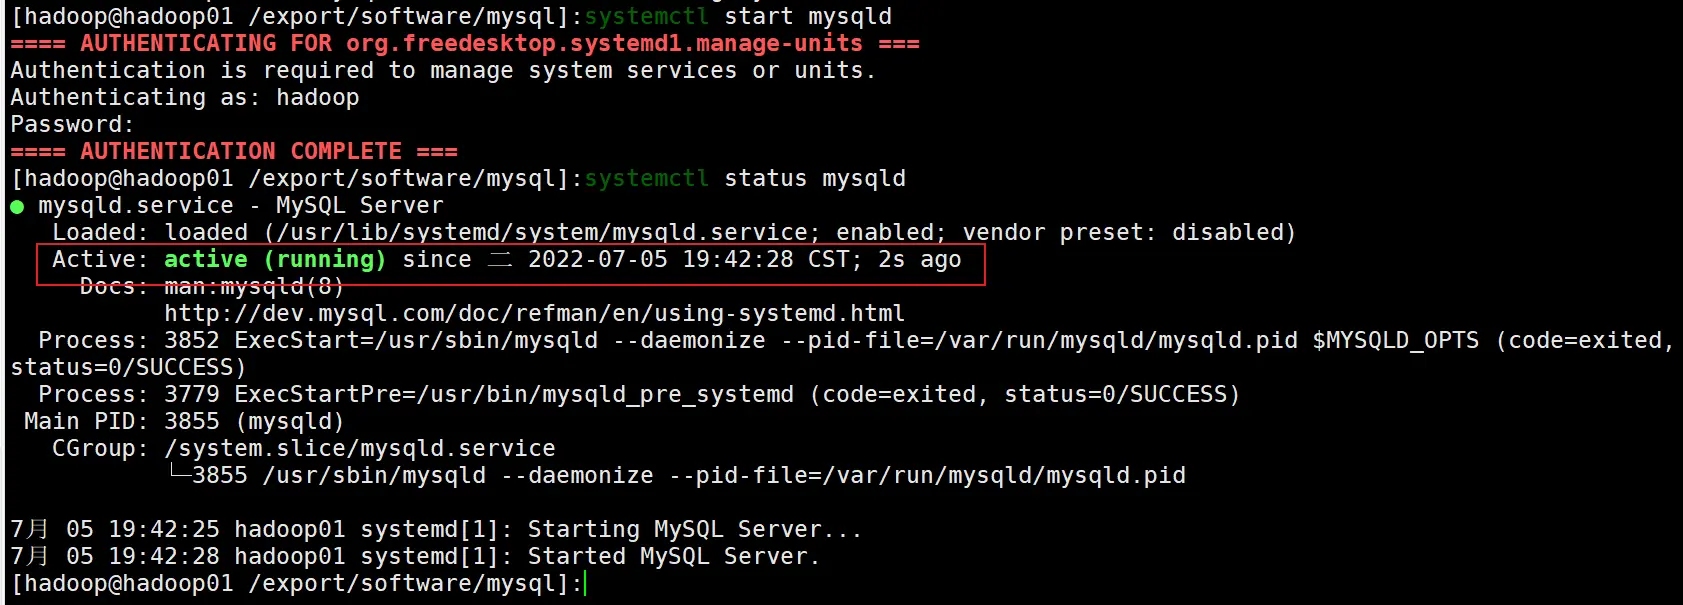 [hadoop@hadoop01 /export/software/mysql]:systemctl start mysqld
==== AUTHENTICATING FOR org.freedesktop.systemd1.manage-units ===
Authentication is required to manage system services or units.
Authenticating as: hadoop
Password:
==== AUTHENTICATION COMPLETE ===
[hadoop@hadoop01 /export/software/mysql]:systemctl status mysqld
● mysqld.service - MySQL Server
   Loaded: loaded (/usr/lib/systemd/system/mysqld.service; enabled; vendor preset: disabled)
   Active: active (running) since 二 2022-07-05 19:42:28 CST; 2s ago
     Docs: man:mysqld(8)
           http://dev.mysql.com/doc/refman/en/using-systemd.html
  Process: 3852 ExecStart=/usr/sbin/mysqld --daemonize --pid-file=/var/run/mysqld/mysqld.pid $MYSQLD_OPTS (code=exited,
status=0/SUCCESS)
  Process: 3779 ExecStartPre=/usr/bin/mysqld_pre_systemd (code=exited, status=0/SUCCESS)
 Main PID: 3855 (mysqld)
   CGroup: /system.slice/mysqld.service
           └─3855 /usr/sbin/mysqld --daemonize --pid-file=/var/run/mysqld/mysqld.pid
7月 05 19:42:25 hadoop01 systemd[1]: Starting MySQL Server...
7月 05 19:42:28 hadoop01 systemd[1]: Started MySQL Server.
[hadoop@hadoop01 /export/software/mysql]: